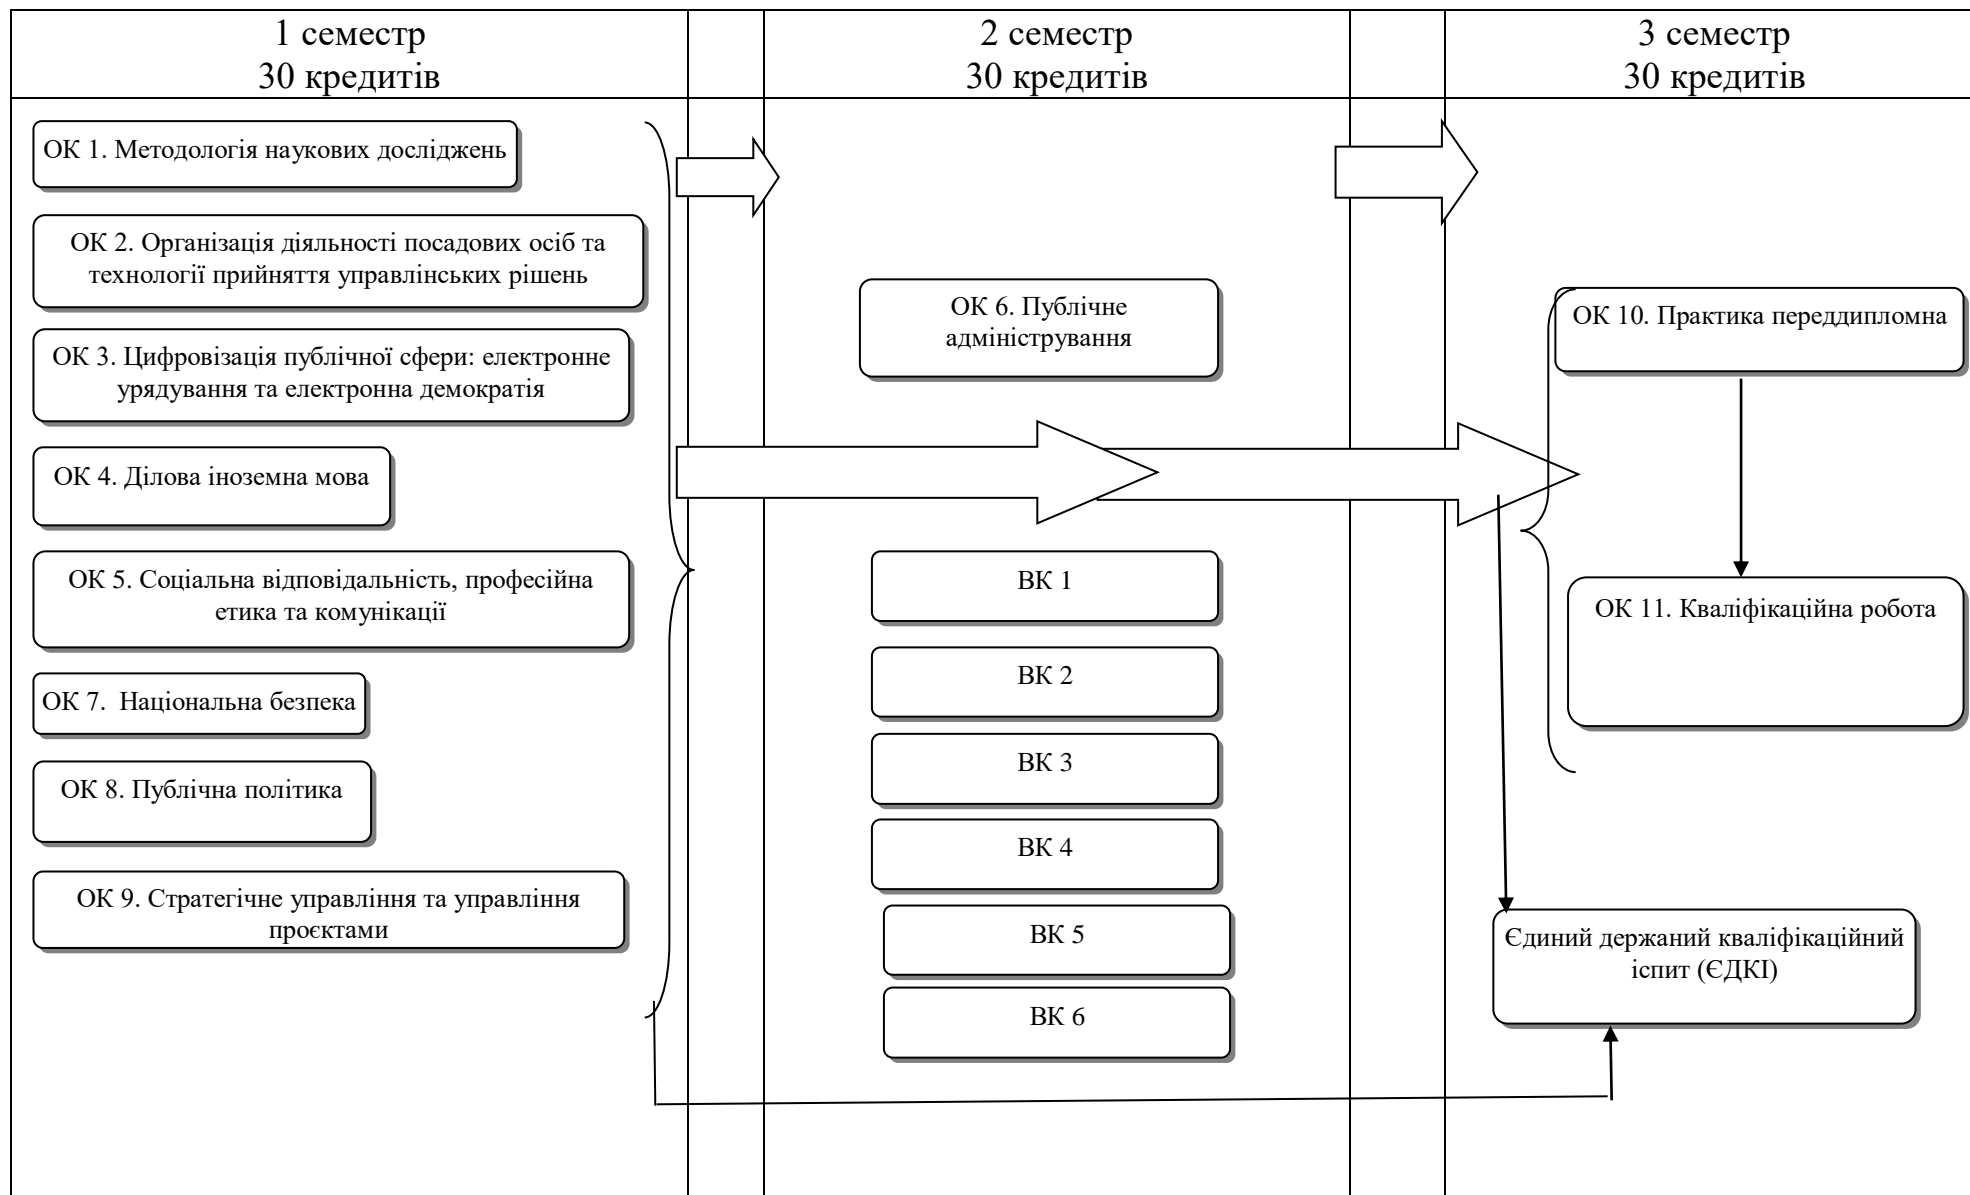 1 семестр
30 кредитів
2 семестр
30 кредитів
3 семестр
30 кредитів
ОК 1. Методологія наукових досліджень
ОК 2. Організація діяльності посадових осіб та
технології прийняття управлінських рішень
ОК 3. Цифровізація публічної сфери: електронне
урядування та електронна демократія
ОК 4. Ділова іноземна мова
ОК 5. Соціальна відповідальність, професійна
етика та комунікації
ОК 7.  Національна безпека
ОК 8. Публічна політика
ОК 9. Стратегічне управління та управління
проєктами
ОК 6. Публічне
адміністрування
ВК 1
ВК 2
ВК 3
ВК 4
ВК 5
ВК 6
ОК 10. Практика переддипломна
ОК 11. Кваліфікаційна робота
Єдиний держаний кваліфікаційний
іспит (ЄДКІ)